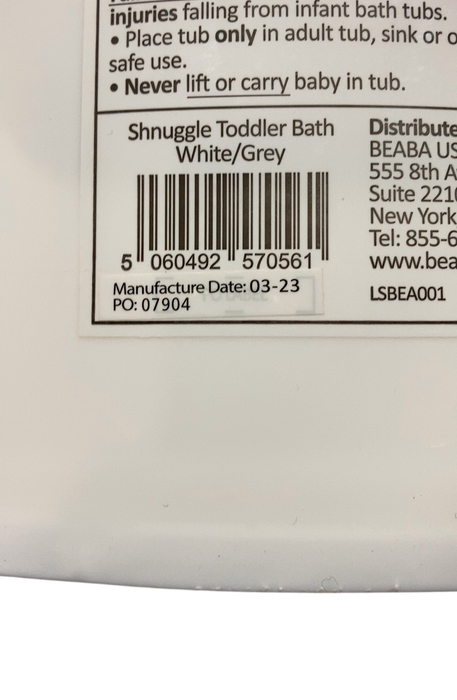 injuries falling from infant bath tubs.
• Place tub only in adult tub, sink or o
safe use.
• Never lift or carry baby in tub.
Shnuggle Toddler Bath
White/Grey
5 060492 570561
Manufacture Date: 03-23
PO: 07904
Distribute
BEABA US
555 8th A
Suite 221
New York
Tel: 855-6
www.bea
LSBEA001